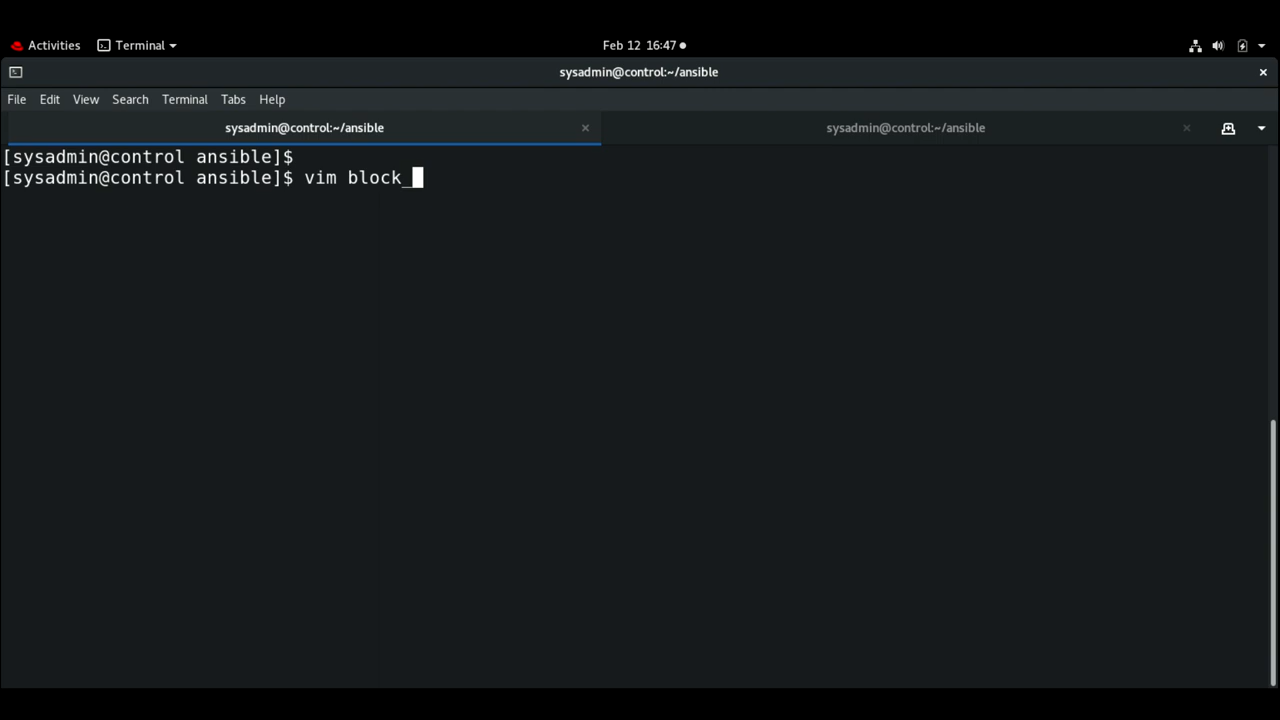 Activities Terminal Feb 12 16:47
sysadmin@control:~/ansible
File Edit View Search Terminal Tabs Help
sysadmin@control:~/ansible sysadmin@control:~/ansible
[sysadmin@control ansible]$
[sysadmin@control ansible]$ vim block_